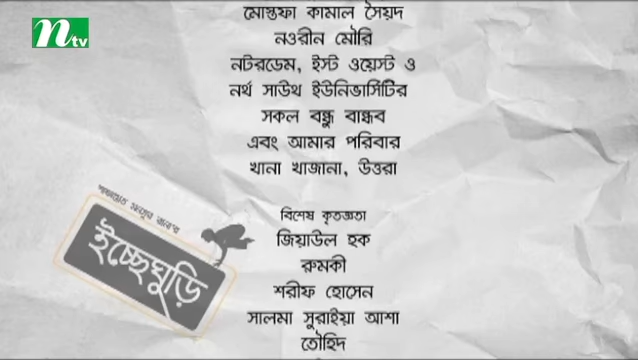 ntv
মোস্তফা কামাল সৈয়দ
নওরীন মৌরি
নটরডেম, ইস্ট ওয়েস্ট ও
নর্থ সাউথ ইউনিভার্সিটির
সকল বন্ধু বান্ধব
এবং আমার পরিবার
খানা খাজানা, উত্তরা
বিশেষ কৃতজ্ঞতা
জিয়াউল হক
রুমকী
শরীফ হোসেন
সালমা সুরাইয়া আশা
তৌহিদ
ইচ্ছেঘুড়ি